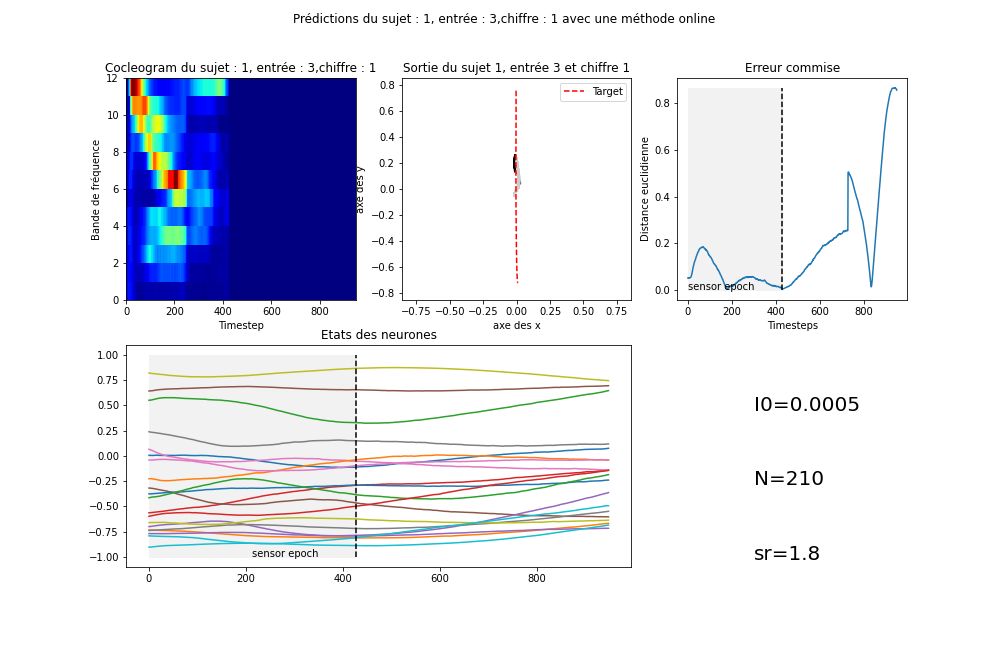 Prédictions du sujet : 1, entrée : 3,chiffre : 1 avec une méthode online
Cocleogram du sujet : 1, entrée : 3,chiffre : 1
12
10
8
6
4
2
0
Bande de fréquence
0 200 400 600 800
Timestep
Sortie du sujet 1, entrée 3 et chiffre 1
Target
0.8
0.6
0.4
0.2
0.0
−0.2
−0.4
−0.6
−0.8
axe des y
−0.75 −0.50 −0.25 0.00 0.25 0.50 0.75
axe des x
Erreur commise
0.8
0.6
0.4
0.2
0.0
Distance euclidienne
sensor epoch
0 200 400 600 800
Timesteps
Etats des neurones
1.00
0.75
0.50
0.25
0.00
−0.25
−0.50
−0.75
−1.00
sensor epoch
0 200 400 600 800
I0=0.0005
N=210
sr=1.8